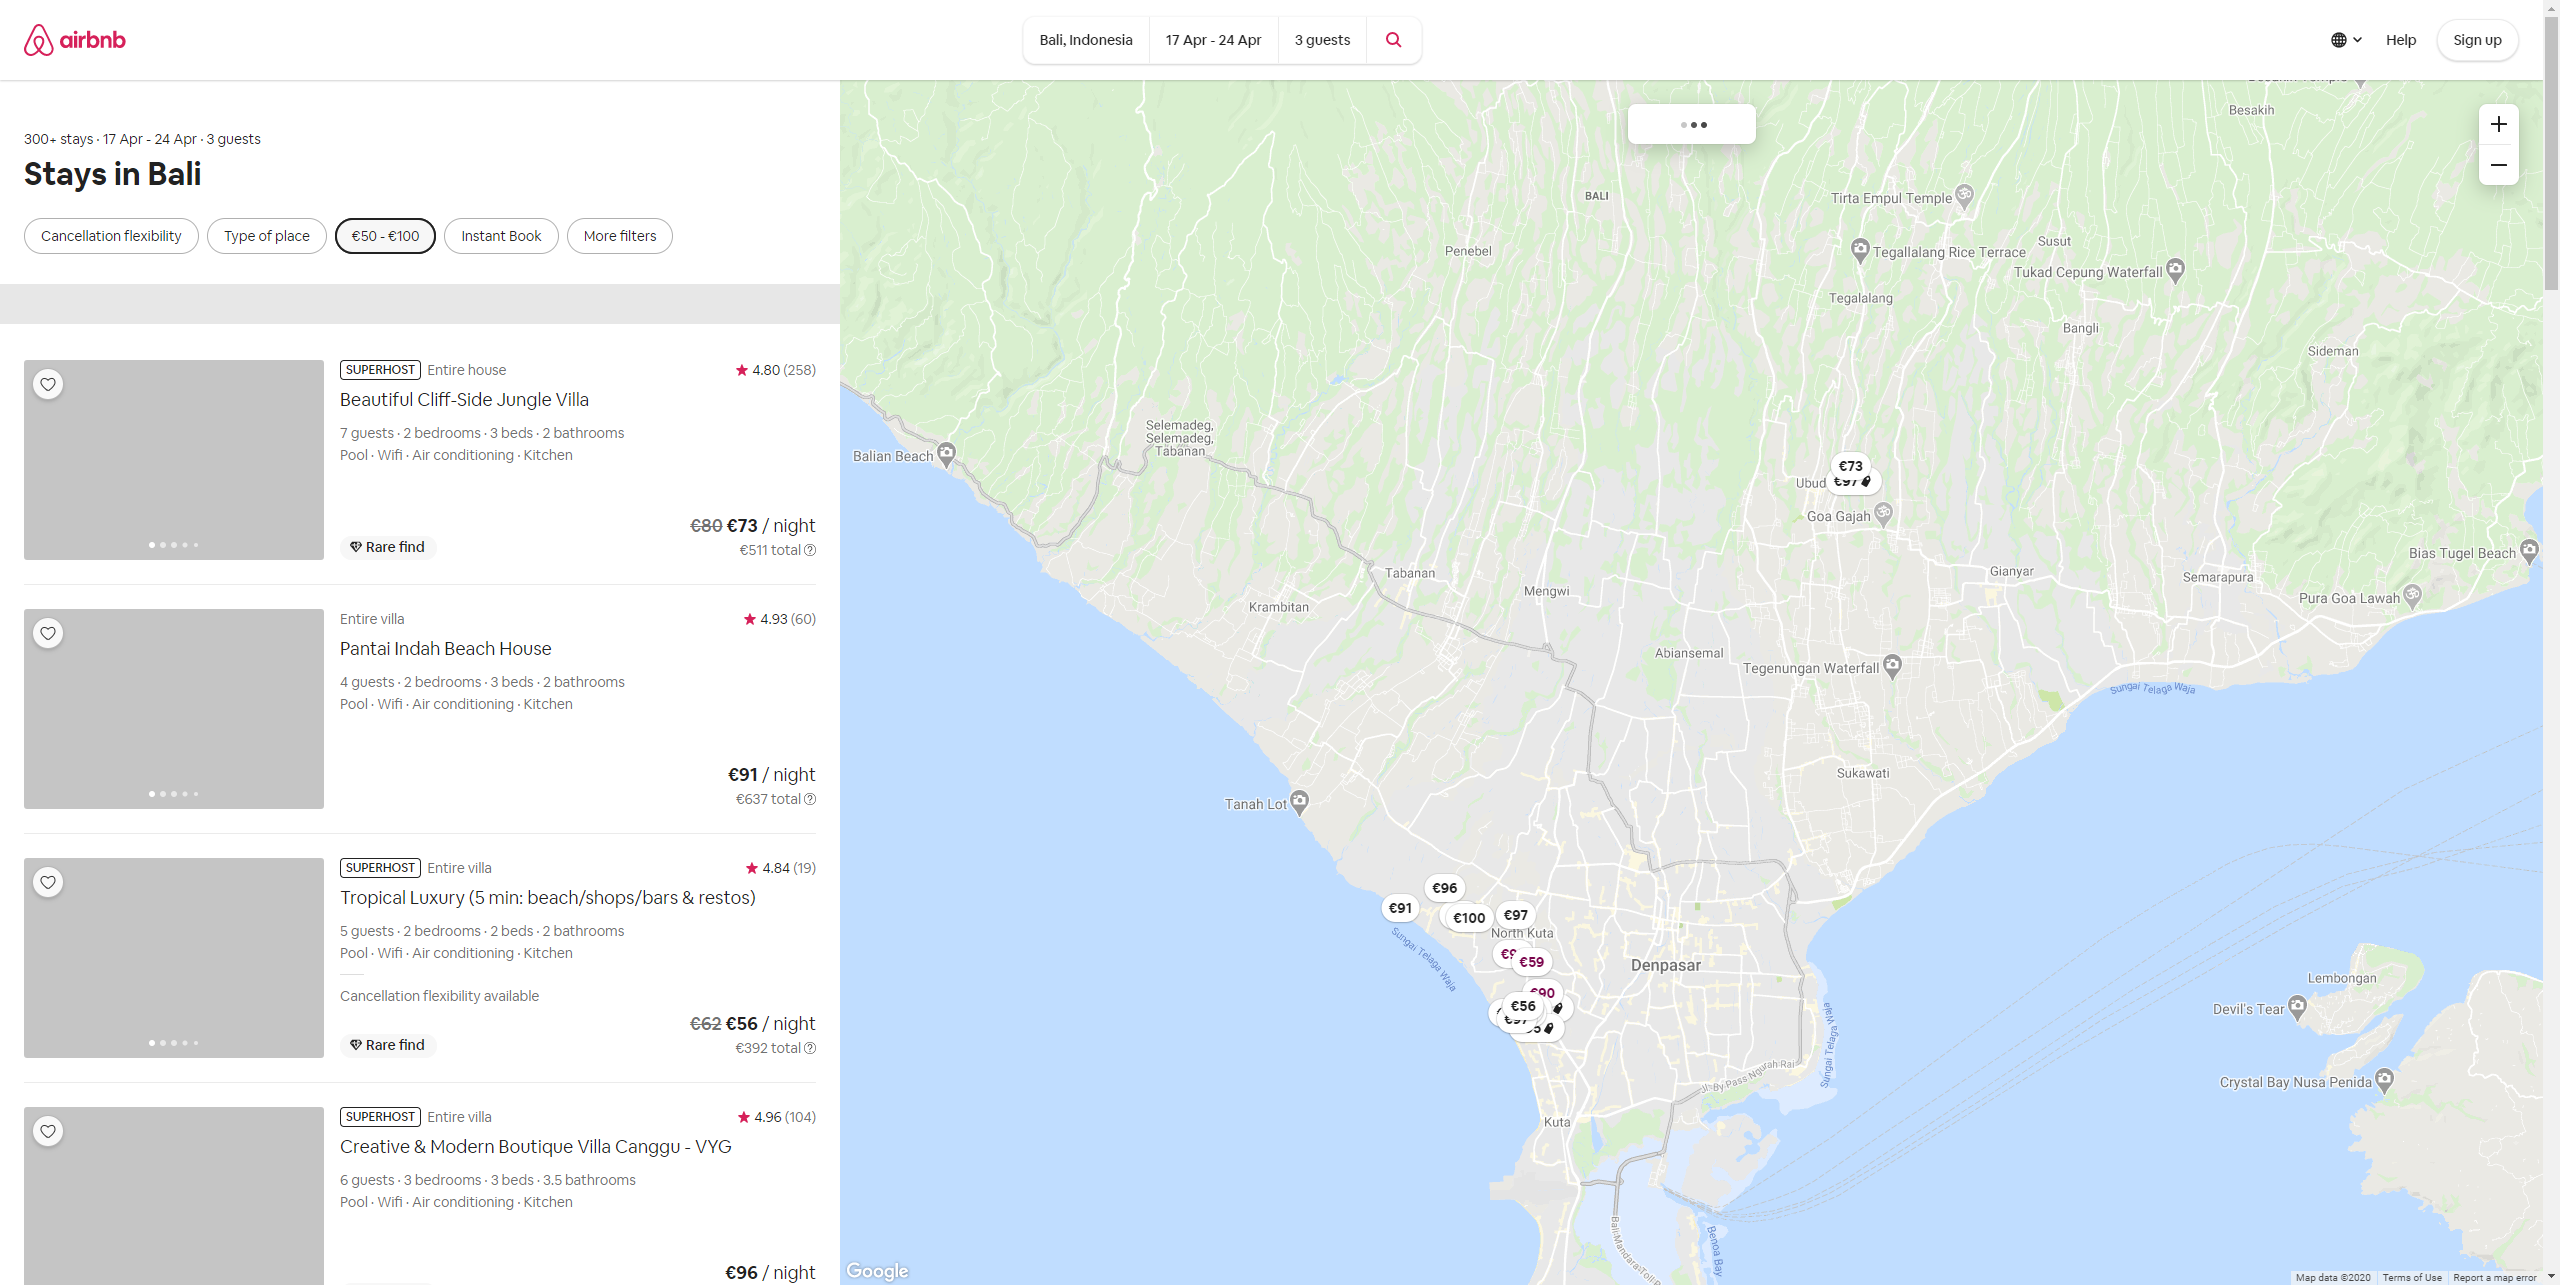 airbnb
Bali, Indonesia
17 Apr - 24 Apr
3 guests
Help
Sign up
300+ stays · 17 Apr - 24 Apr · 3 guests
Stays in Bali
Cancellation flexibility
Type of place
€50 - €100
Instant Book
More filters
SUPERHOST Entire house
4.80 (258)
Beautiful Cliff-Side Jungle Villa
7 guests · 2 bedrooms · 3 beds · 2 bathrooms
Pool · Wifi · Air conditioning · Kitchen
€80 €73 / night
Rare find
€511 total
Entire villa
4.93 (60)
Pantai Indah Beach House
4 guests · 2 bedrooms · 3 beds · 2 bathrooms
Pool · Wifi · Air conditioning · Kitchen
€91 / night
€637 total
SUPERHOST Entire villa
4.84 (19)
Tropical Luxury (5 min: beach/shops/bars & restos)
5 guests · 2 bedrooms · 2 beds · 2 bathrooms
Pool · Wifi · Air conditioning · Kitchen
Cancellation flexibility available
€62 €56 / night
Rare find
€392 total
SUPERHOST Entire villa
4.96 (104)
Creative & Modern Boutique Villa Canggu - VYG
6 guests · 3 bedrooms · 3 beds · 3.5 bathrooms
Pool · Wifi · Air conditioning · Kitchen
€96 / night
Besakih
BALI
Tirta Empul Temple
Penebel
Tegallalang Rice Terrace
Susut
Tukad Cepung Waterfall
Tegalalang
Bangli
Sideman
Selemadeg,
Selemadeg,
Tabanan
Balian Beach
€73
Ubud
€97
Goa Gajah
Bias Tugel Beach
Tabanan
Gianyar
Semarapura
Mengwi
Krambitan
Pura Goa Lawah
Abiansemal
Tegenungan Waterfall
Sungai Telaga Waja
Sukawati
Tanah Lot
€96
€91
€100
€97
North Kuta
Sungai Telaga Waja
€59
Denpasar
Lembongan
€90
€56
€97
Devil's Tear
Sungai Telaga Waja
Jl. By Pass Ngurah Rai
Crystal Bay Nusa Penida
Kuta
Bali Mandara Toll
Benoa Bay
Google
Map data ©2020
Terms of Use
Report a map error